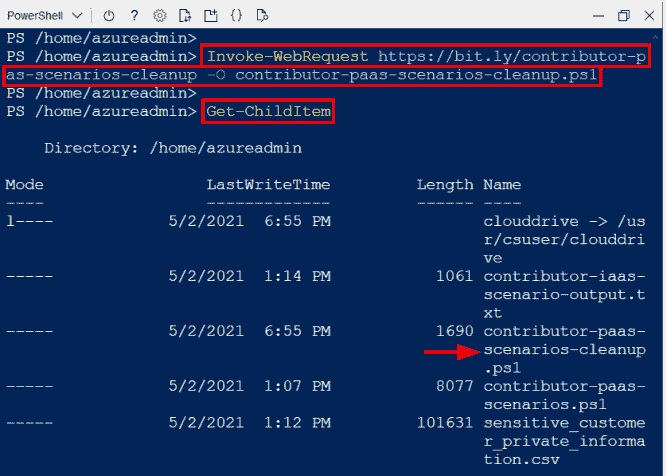 PowerShell
PS /home/azureadmin>
PS /home/azureadmin> Invoke-WebRequest https://bit.ly/contributor-p
as-scenarios-cleanup -O contributor-paas-scenarios-cleanup.ps1
PS /home/azureadmin>
PS /home/azureadmin> Get-ChildItem
Directory: /home/azureadmin
Mode LastWriteTime Length Name
---- ------------- ------ ----
l---- 5/2/2021 6:55 PM clouddrive -> /us
r/csuser/clouddri
ve
----- 5/2/2021 1:14 PM 1061 contributor-iaas-
scenario-output.t
xt
----- 5/2/2021 6:55 PM 1690 contributor-paas-
scenarios-cleanup
.ps1
----- 5/2/2021 1:07 PM 8077 contributor-paas-
scenarios.ps1
----- 5/2/2021 1:12 PM 101631 sensitive_custome
r_private_informa
tion.csv